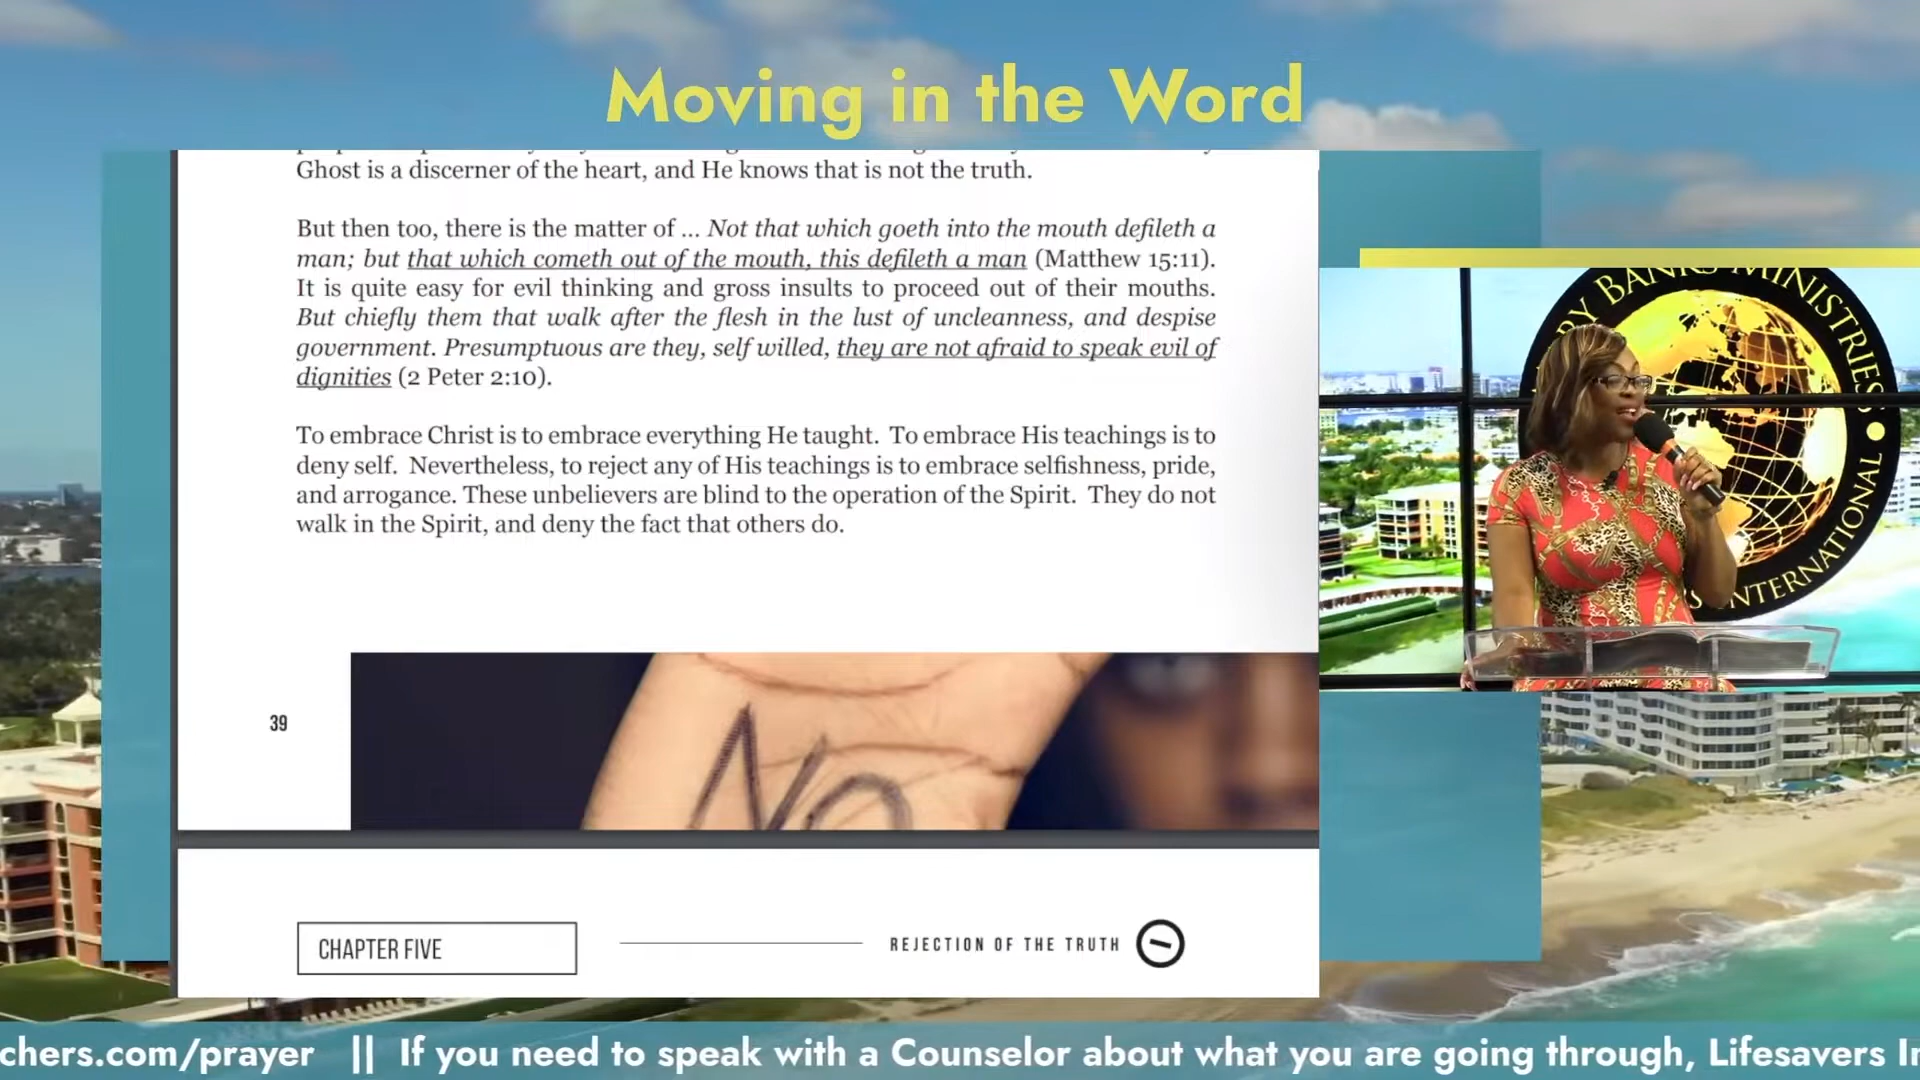 Moving in the Word
Ghost is a discerner of the heart, and He knows that is not the truth.
But then too, there is the matter of ... Not that which goeth into the mouth defileth a
man; but that which cometh out of the mouth, this defileth a man (Matthew 15:11).
It is quite easy for evil thinking and gross insults to proceed out of their mouths.
But chiefly them that walk after the flesh in the lust of uncleanness, and despise
government. Presumptuous are they, self willed, they are not afraid to speak evil of
dignities (2 Peter 2:10).
To embrace Christ is to embrace everything He taught. To embrace His teachings is to
deny self. Nevertheless, to reject any of His teachings is to embrace selfishness, pride,
and arrogance. These unbelievers are blind to the operation of the Spirit. They do not
walk in the Spirit, and deny the fact that others do.
39
No
CHAPTER FIVE
REJECTION OF THE TRUTH
BANKS MINISTRIES
INTERNATIONAL
chers.com/prayer || If you need to speak with a Counselor about what you are going through, Lifesavers